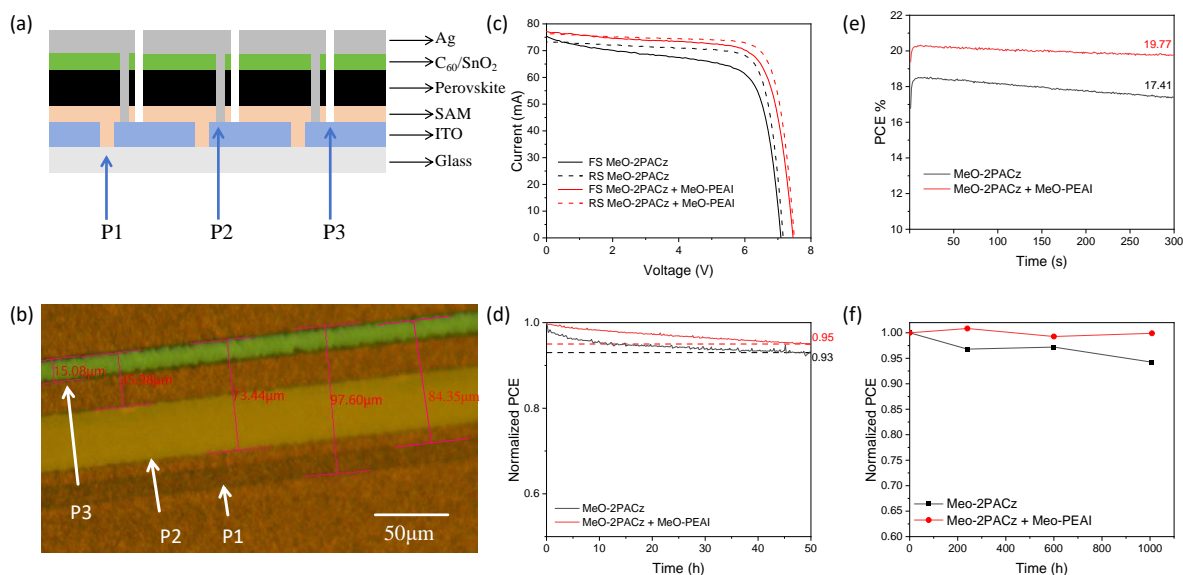 (a)
Ag
C₆₀/SnO₂
Perovskite
SAM
ITO
Glass
P1
P2
P3
(b)
15.08μm
73.44μm
97.60μm
84.35μm
P3
P2
P1
50μm
(c)
Current (mA)
80
70
60
50
40
30
20
10
0
FS MeO-2PACz
RS MeO-2PACz
FS MeO-2PACz + MeO-PEAI
RS MeO-2PACz + MeO-PEAI
0
2
4
6
8
Voltage (V)
(d)
Normalized PCE
1.0
0.9
0.8
0.6
0.95
0.93
MeO-2PACz
MeO-2PACz + MeO-PEAI
0
10
20
30
40
50
Time (h)
(e)
PCE %
22
20
18
16
14
12
10
19.77
17.41
MeO-2PACz
MeO-2PACz + MeO-PEAI
50
100
150
200
250
300
Time (s)
(f)
Normalized PCE
1.00
0.95
0.90
0.85
0.80
0.75
0.70
0.65
0.60
Meo-2PACz
Meo-2PACz + Meo-PEAI
0
200
400
600
800
1000
Time (h)